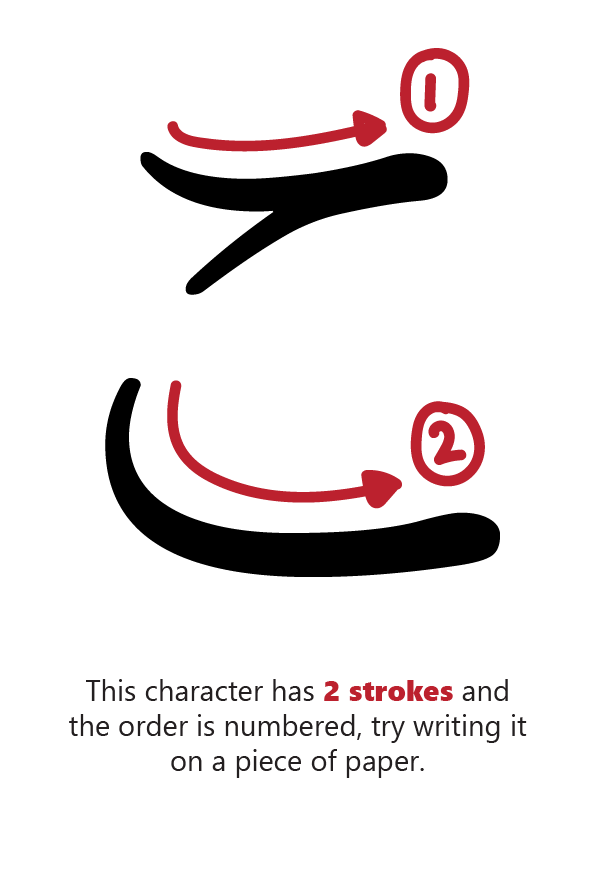 1
こ
2
This character has 2 strokes and
the order is numbered, try writing it
on a piece of paper.